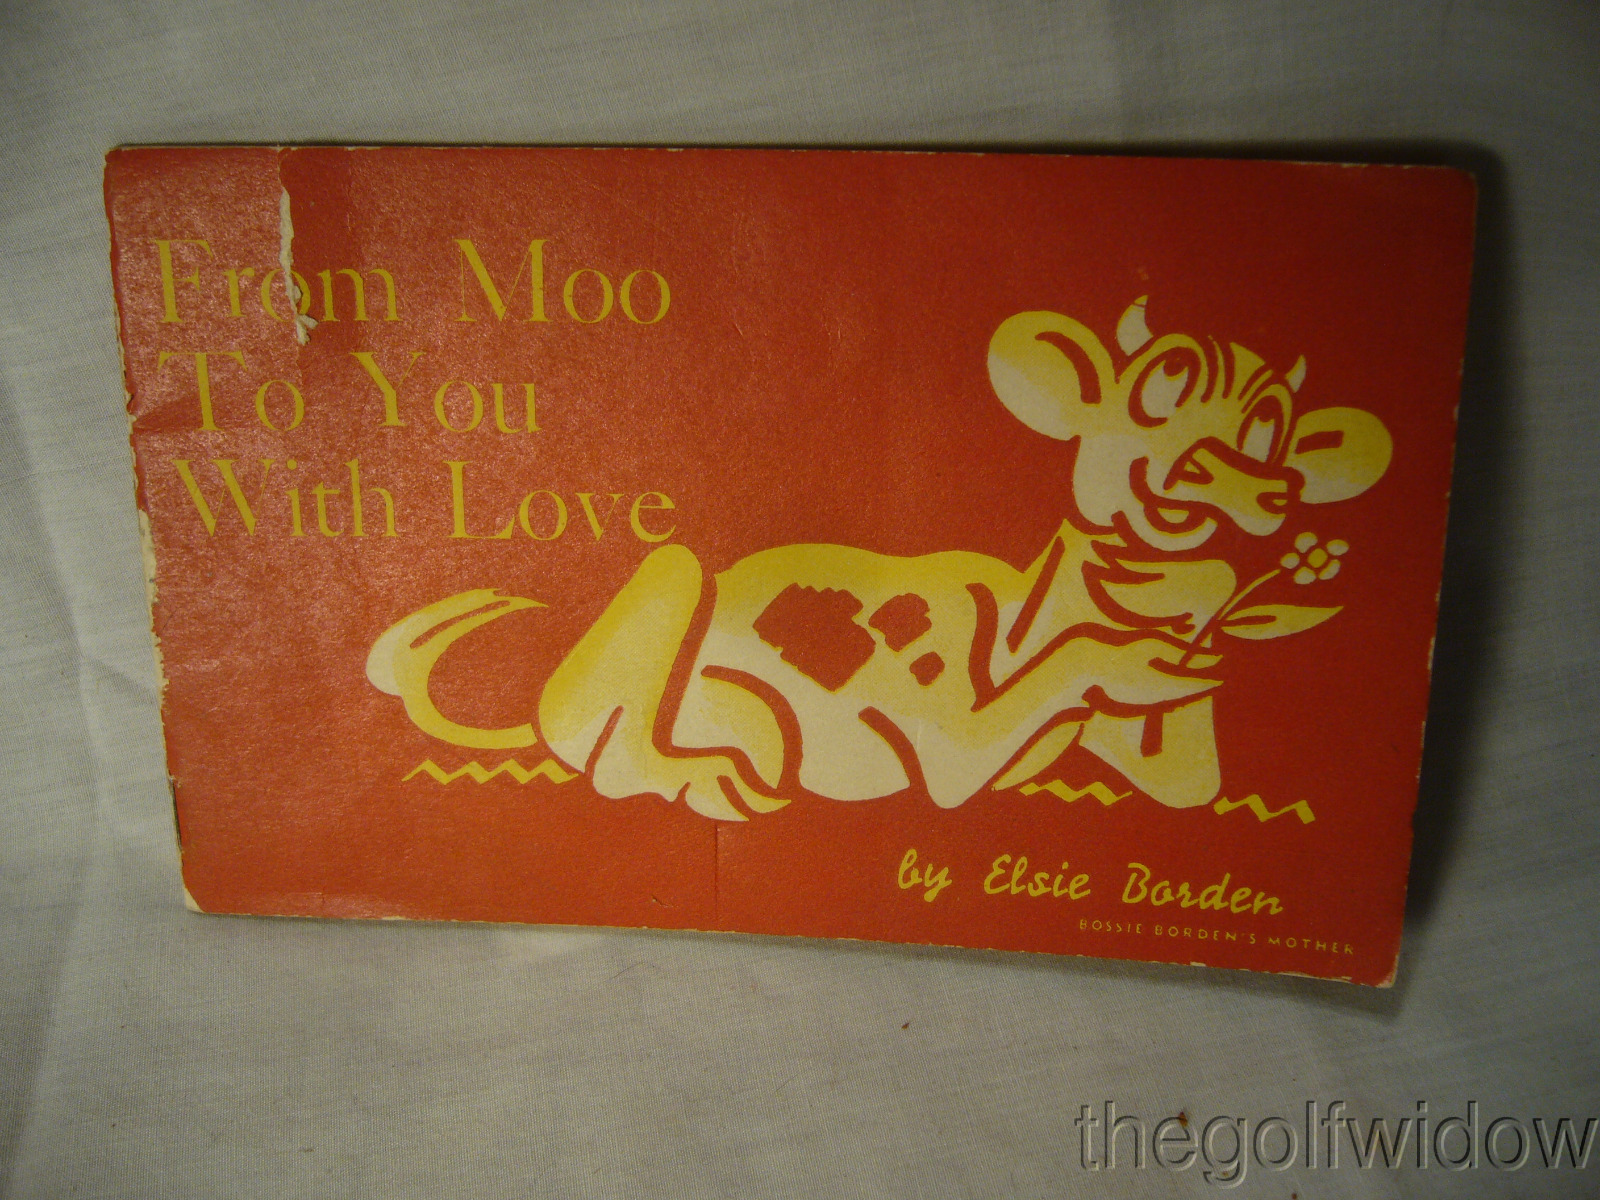 From Moo
To You
With Love
by Elsie Borden
BOSSIE BORDEN'S MOTHER
thegolfwidow